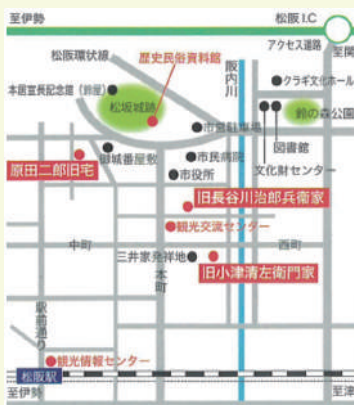 至伊勢
松阪I.C
アクセス道路
至関
松阪環状線
歴史民俗資料館
阪内川
クラギ文化ホール
本居宣長記念館（鈴屋）
松坂城跡
鈴の森公園
市営駐車場
図書館
御城番屋敷
市民病院
文化財センター
原田二郎旧宅
市役所
旧長谷川治郎兵衛家
観光交流センター
中町
西町
三井家発祥地
本町
旧小津清左衛門家
駅前通り
観光情報センター
松阪駅
至伊勢
至津